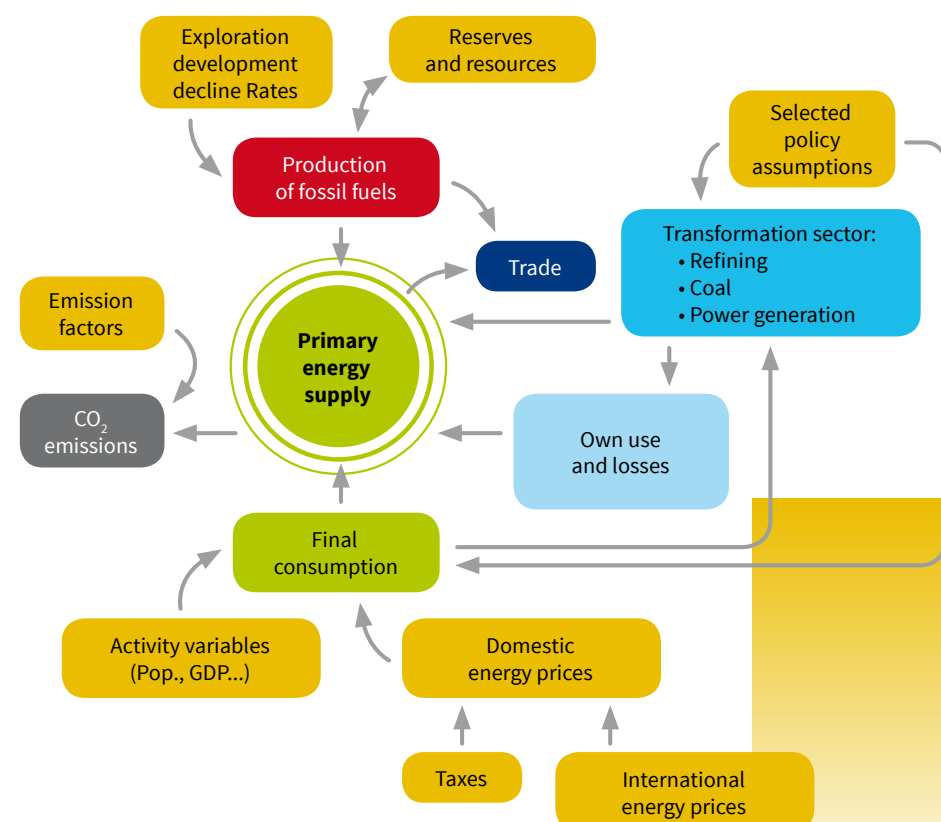 Exploration
development
decline Rates
Reserves
and resources
Selected
policy
assumptions
Production
of fossil fuels
Transformation sector:
• Refining
• Coal
• Power generation
Trade
Emission
factors
Primary
energy
supply
CO₂
emissions
Own use
and losses
Final
consumption
Activity variables
(Pop., GDP...)
Domestic
energy prices
Taxes
International
energy prices